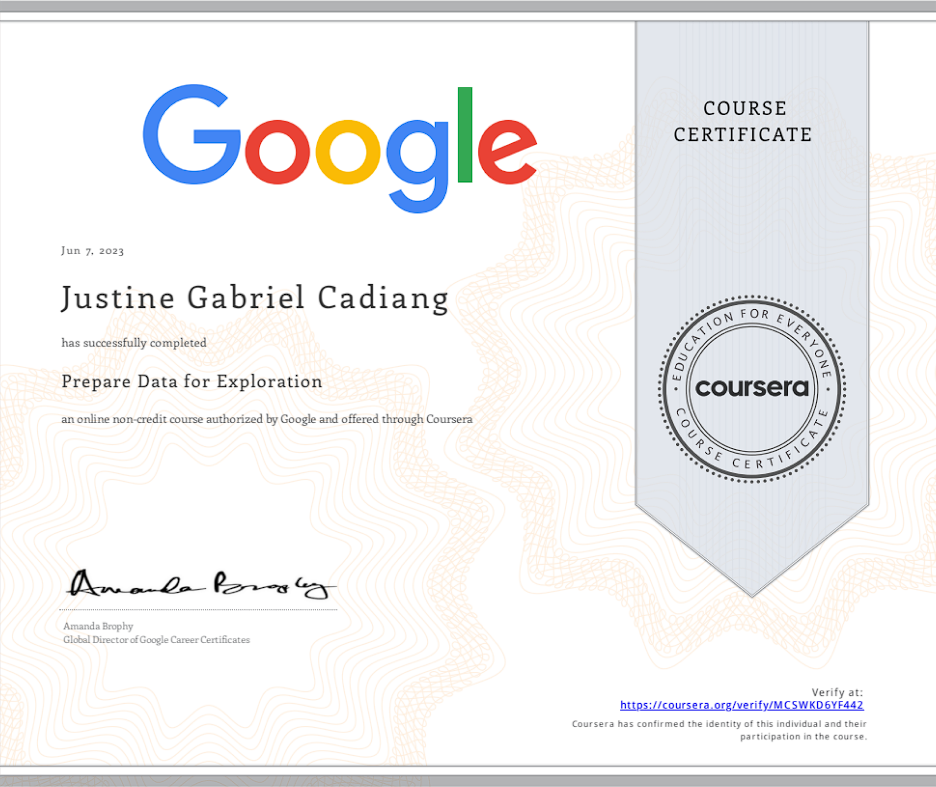 Google
COURSE
CERTIFICATE
Jun 7, 2023
Justine Gabriel Cadiang
has successfully completed
Prepare Data for Exploration
an online non-credit course authorized by Google and offered through Coursera
EDUCATION FOR EVERYONE
coursera
COURSE CERTIFICATE
Amanda Brophy
Amanda Brophy
Global Director of Google Career Certificates
Verify at:
https://coursera.org/verify/MCSWKD6YF442
Coursera has confirmed the identity of this individual and their
participation in the course.